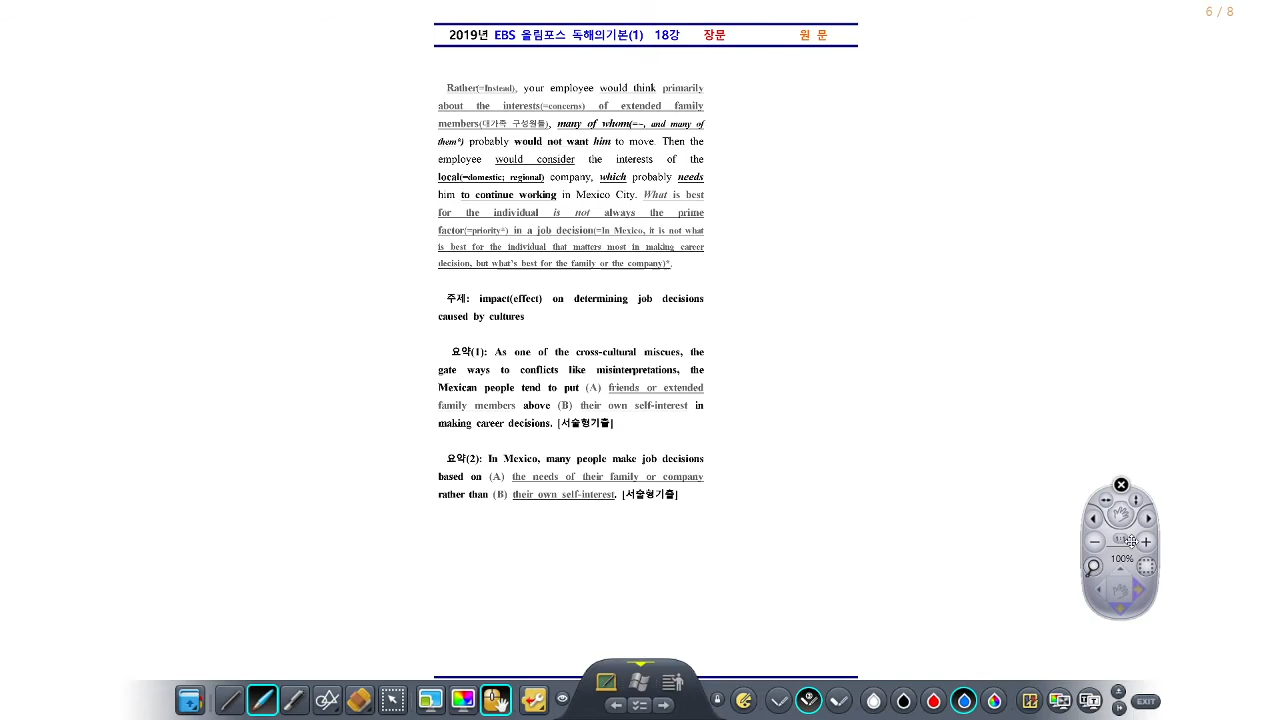 6 / 8
2019년 EBS 올림포스 독해의기본(1) 18강 장문 원 문
Rather(=Instead), your employee would think primarily
about the interests(=concerns) of extended family
members(대가족 구성원들), many of whom(=~, and many of
them*) probably would not want him to move. Then the
employee would consider the interests of the
local(=domestic; regional) company, which probably needs
him to continue working in Mexico City. What is best
for the individual is not always the prime
factor(=priority=) in a job decision(=In Mexico, it is not what
is best for the individual that matters most in making career
decision, but what's best for the family or the company)*.
주제: impact(effect) on determining job decisions
caused by cultures
요약(1): As one of the cross-cultural miscues, the
gate ways to conflicts like misinterpretations, the
Mexican people tend to put (A) friends or extended
family members above (B) their own self-interest in
making career decisions. [서술형기출]
요약(2): In Mexico, many people make job decisions
based on (A) the needs of their family or company
rather than (B) their own self-interest. [서술형기출]
100%
EXIT